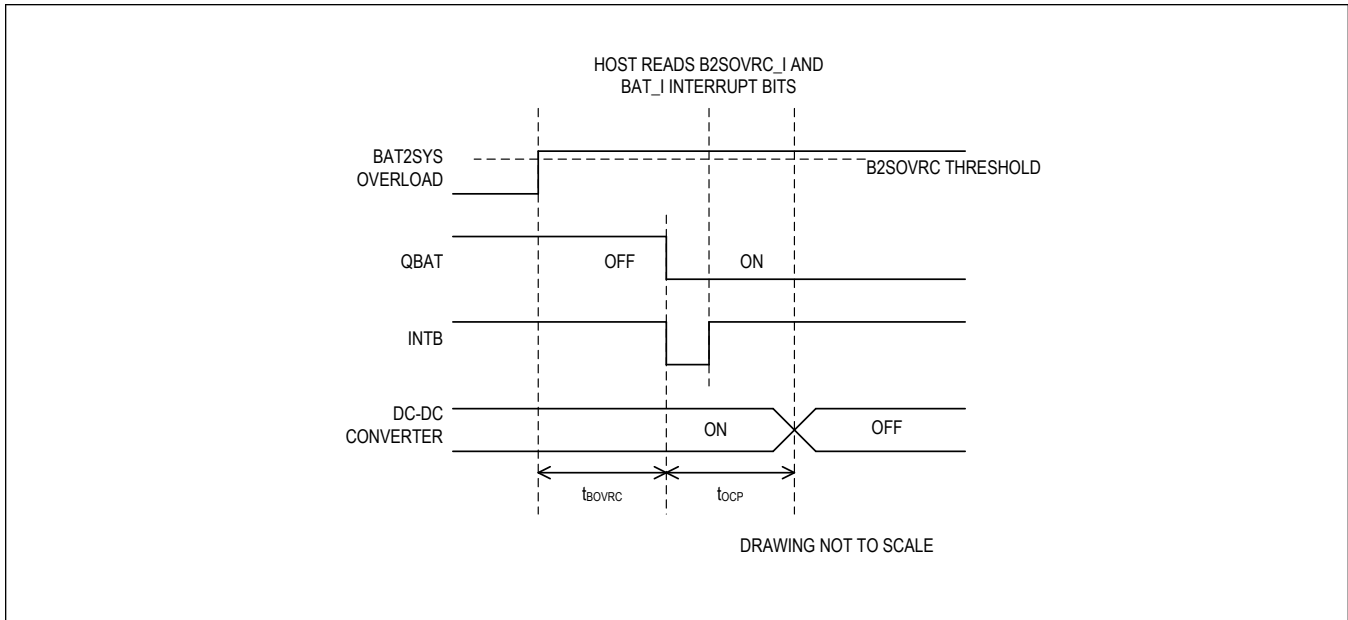 HOST READS B2SOVRC_I AND
BAT_I INTERRUPT BITS
BAT2SYS
OVERLOAD
B2SOVRC THRESHOLD
QBAT
OFF
ON
INTB
DC-DC
CONVERTER
ON
OFF
tBOVRC
tOCP
DRAWING NOT TO SCALE